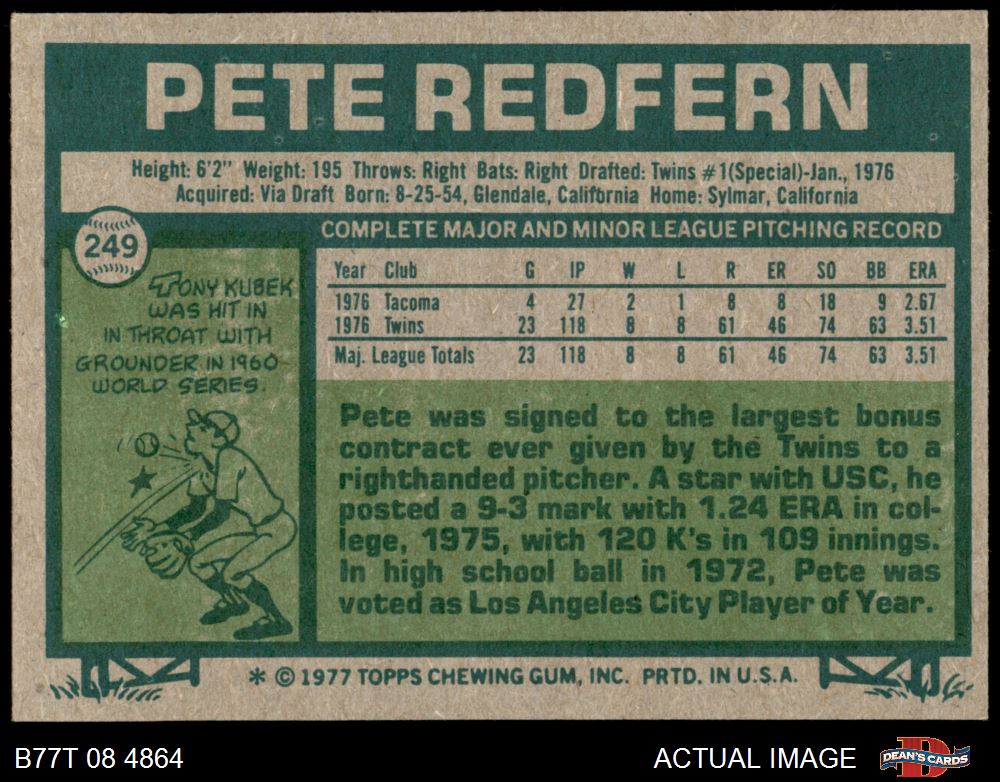 PETE REDFERN
Height: 6'2" Weight: 195 Throws: Right Bats: Right Drafted: Twins #1(Special)-Jan., 1976
Acquired: Via Draft Born: 8-25-54, Glendale, California Home: Sylmar, California
249
COMPLETE MAJOR AND MINOR LEAGUE PITCHING RECORD
Year Club G IP W L R ER SO BB ERA
1976 Tacoma 4 27 2 1 8 8 18 9 2.67
1976 Twins 23 118 8 8 61 46 74 63 3.51
Maj. League Totals 23 118 8 8 61 46 74 63 3.51
TONY KUBEK
WAS HIT IN
IN THROAT WITH
GROUNDER IN 1960
WORLD SERIES.
Pete was signed to the largest bonus
contract ever given by the Twins to a
righthanded pitcher. A star with USC, he
posted a 9-3 mark with 1.24 ERA in col-
lege, 1975, with 120 K's in 109 innings.
In high school ball in 1972, Pete was
voted as Los Angeles City Player of Year.
* © 1977 TOPPS CHEWING GUM, INC. PRTD. IN U.S.A.
B77T 08 4864
ACTUAL IMAGE
D
DEAN'S CARDS